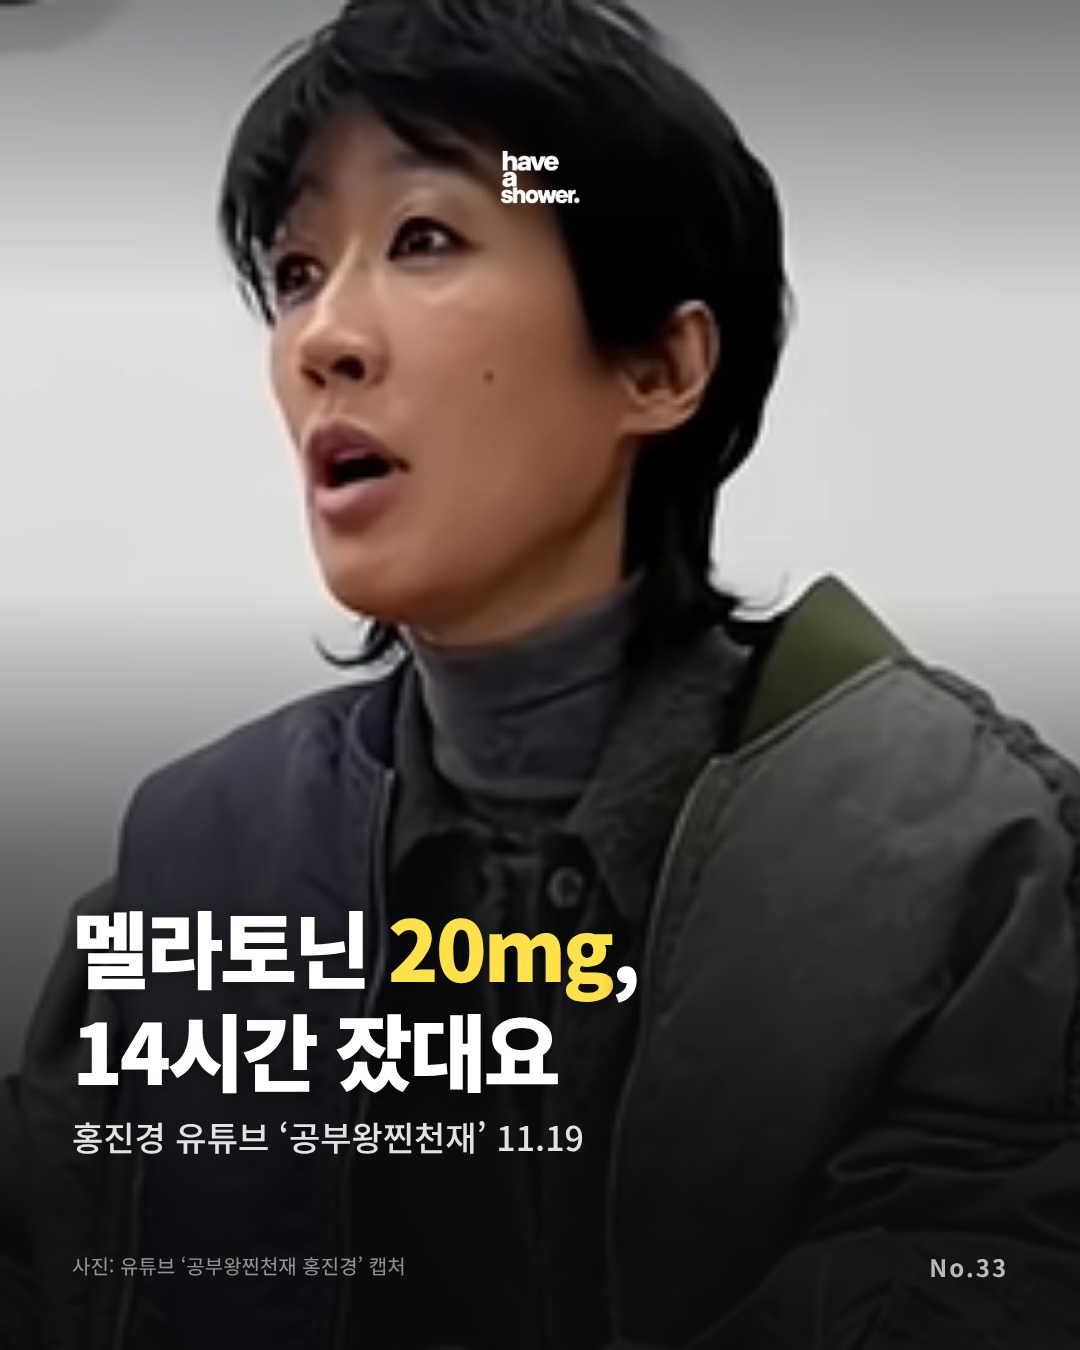 have
a
shower.
멜라토닌 20mg,
14시간 잤대요
홍진경 유튜브 ‘공부왕찐천재’ 11.19
사진: 유튜브 ‘공부왕찐천재 홍진경’ 캡처
No.33